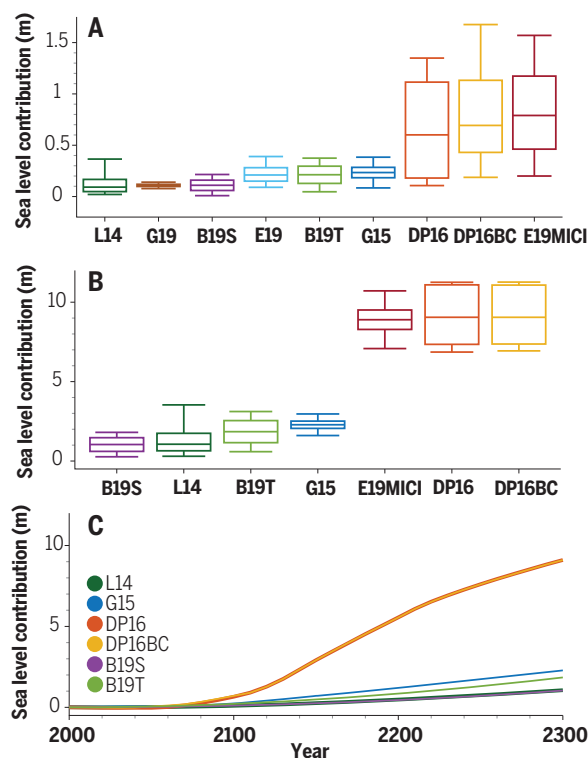 A
Sea level contribution (m)
1.5
1
0.5
0
L14 G19 B19S E19 B19T G15 DP16 DP16BC E19MICI
B
Sea level contribution (m)
10
5
0
B19S L14 B19T G15 E19MICI DP16 DP16BC
C
Sea level contribution (m)
10
5
0
L14
G15
DP16
DP16BC
B19S
B19T
2000 2100 2200 2300
Year